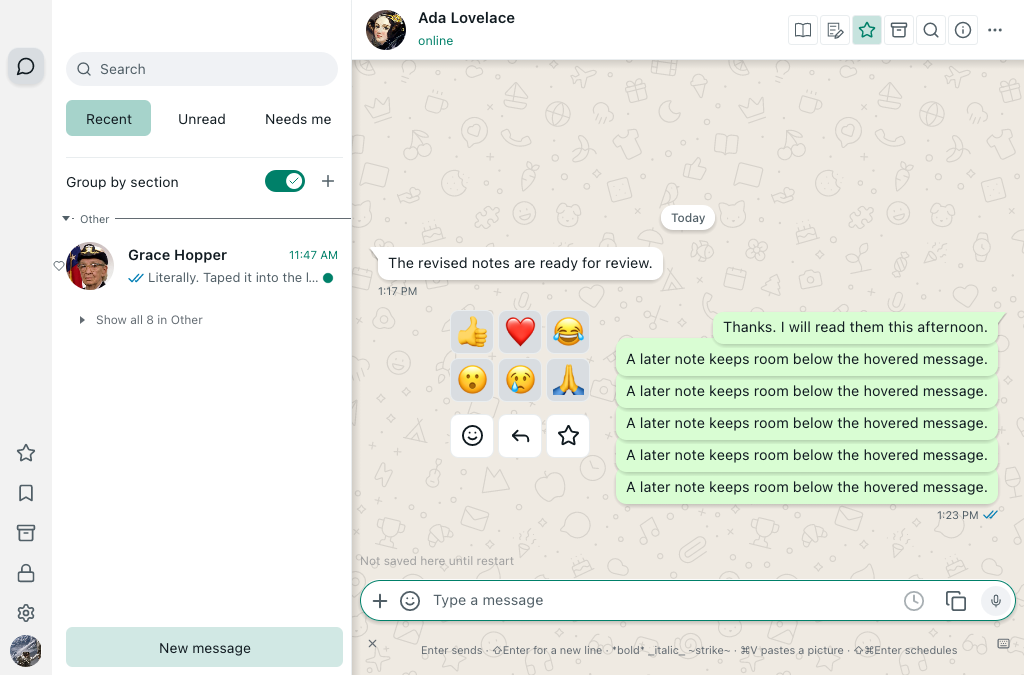 Ada Lovelace
online
Search
Recent
Unread
Needs me
Group by section
Other
Grace Hopper
11:47 AM
Literally. Taped it into the l...
Show all 8 in Other
New message
Today
The revised notes are ready for review.
1:17 PM
Thanks. I will read them this afternoon.
A later note keeps room below the hovered message.
A later note keeps room below the hovered message.
A later note keeps room below the hovered message.
A later note keeps room below the hovered message.
A later note keeps room below the hovered message.
1:23 PM
Not saved here until restart
Type a message
Enter sends · ⇧Enter for a new line · *bold* _italic_ ~strike~ · ⌘V pastes a picture · ⇧⌘Enter schedules